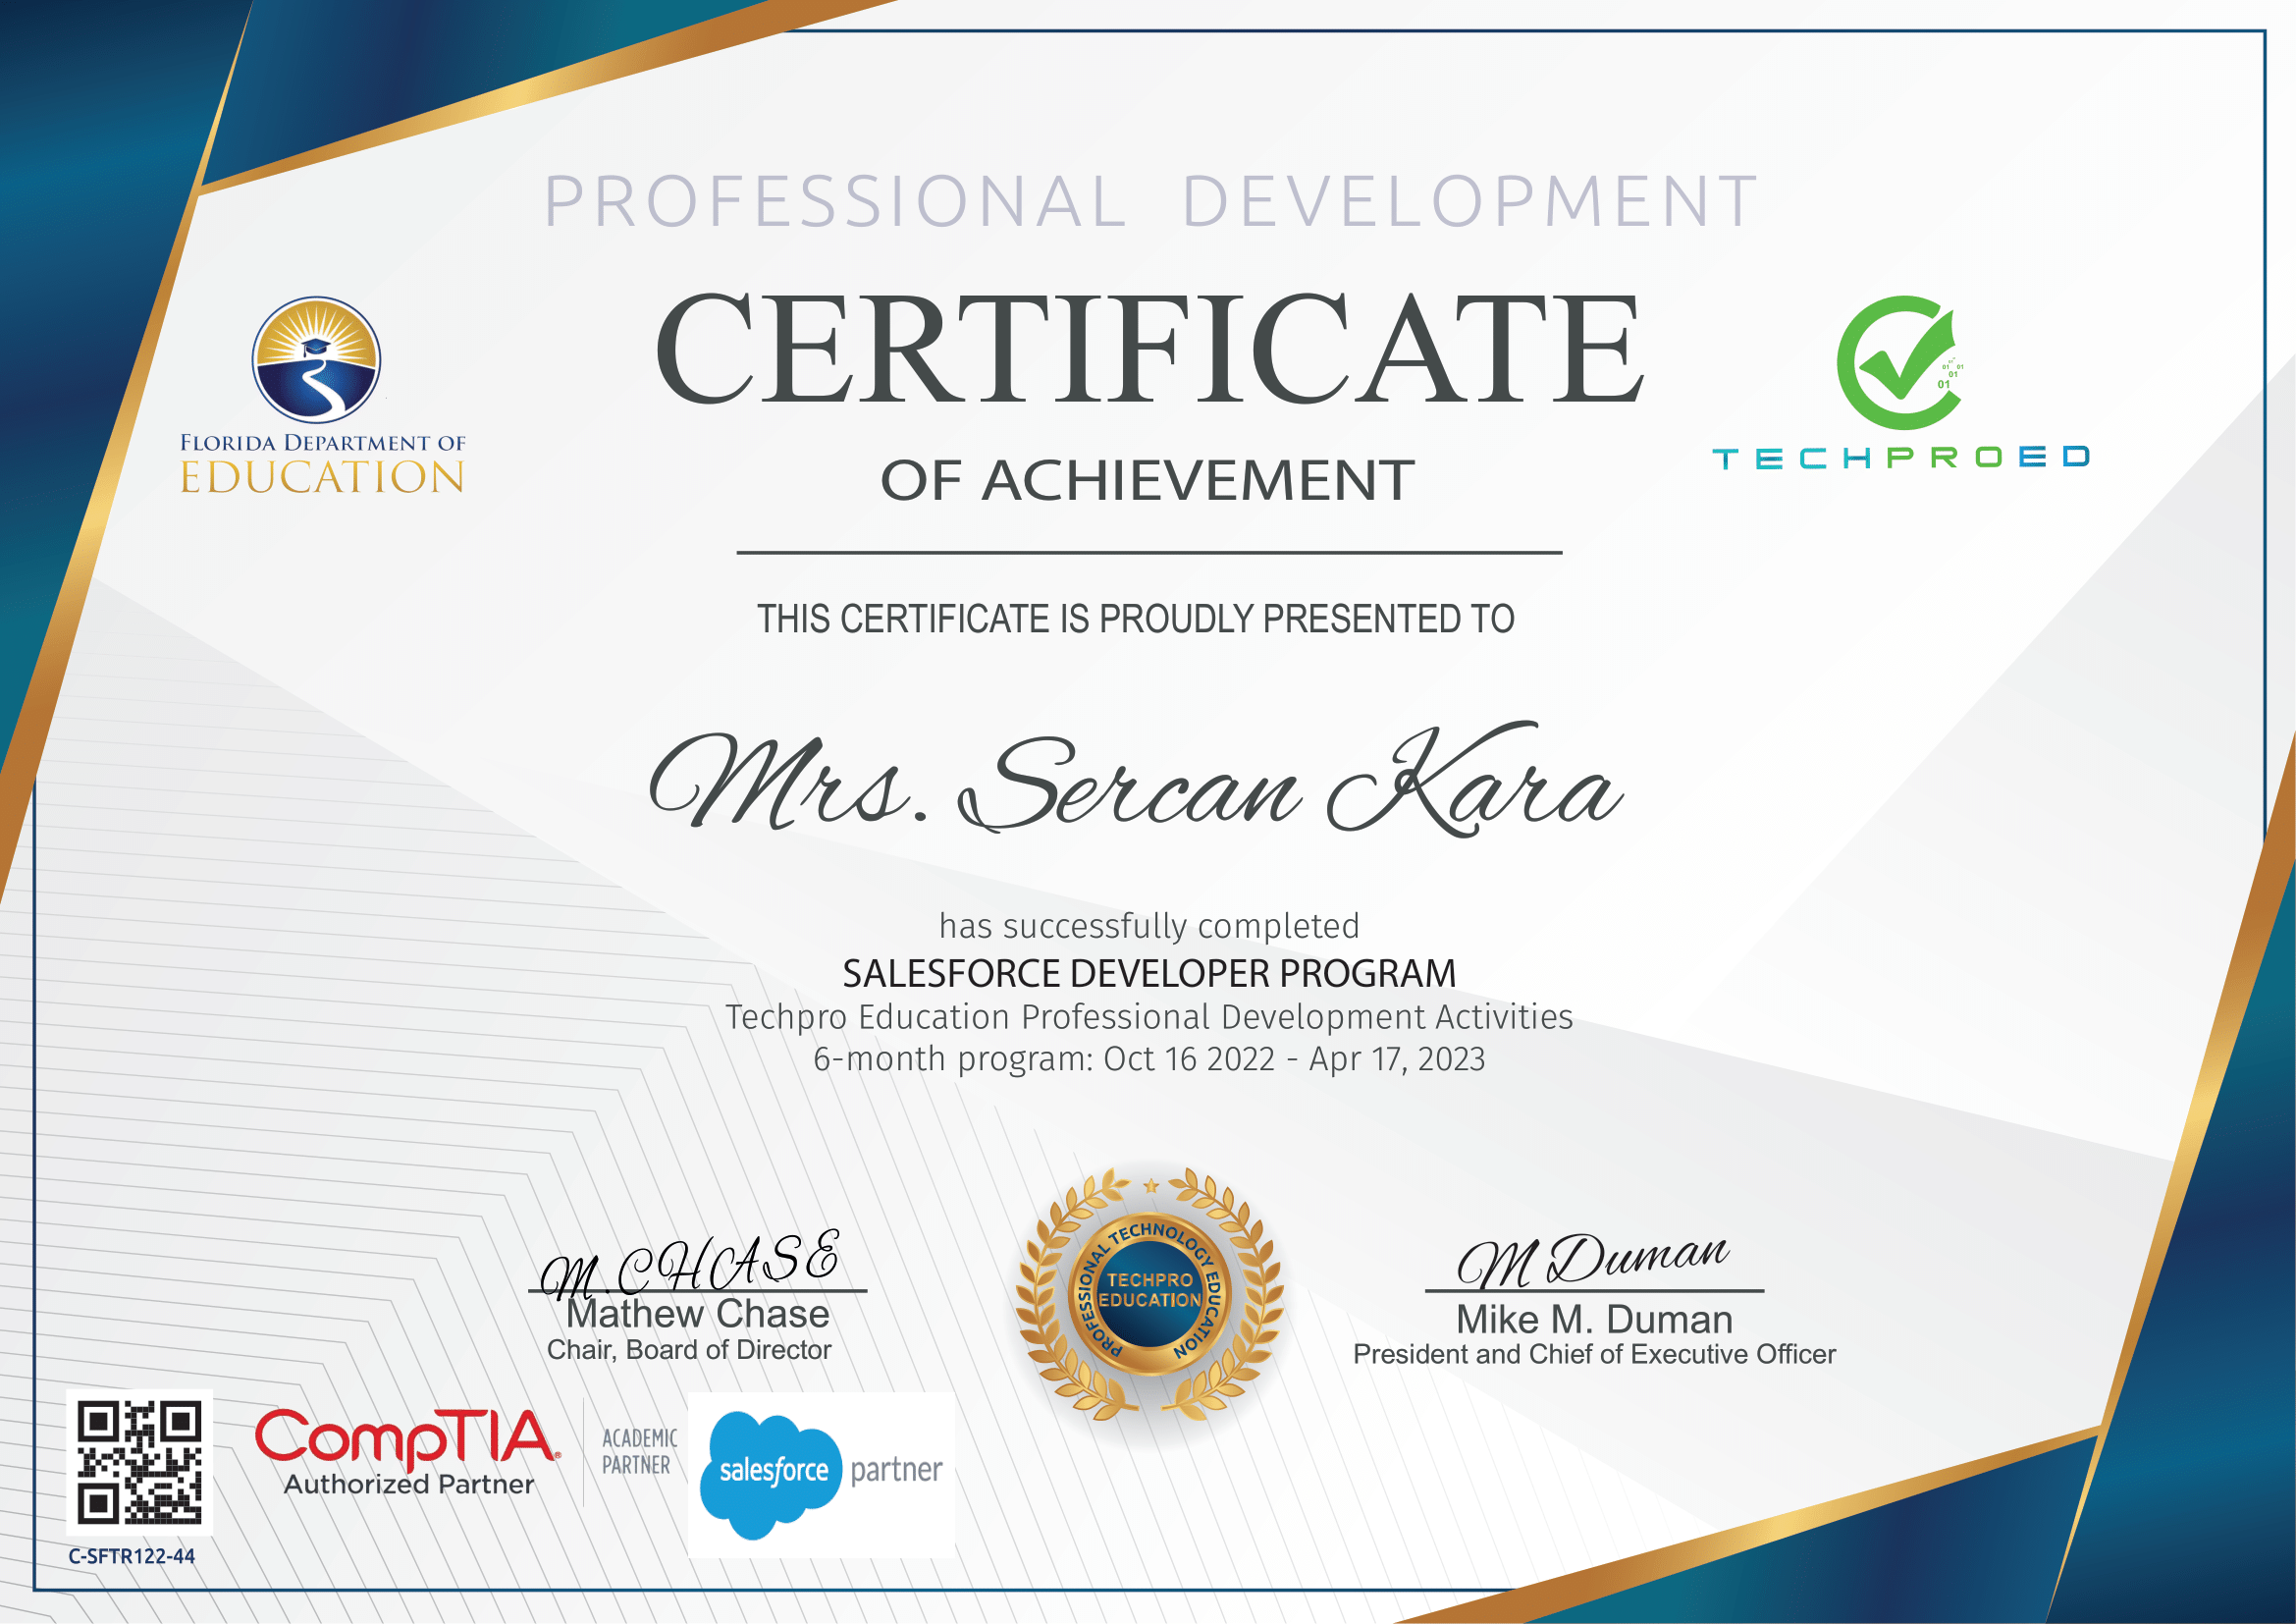 PROFESSIONAL DEVELOPMENT
CERTIFICATE
OF ACHIEVEMENT
FLORIDA DEPARTMENT OF
EDUCATION
01 01
01
01
TECHPROED
THIS CERTIFICATE IS PROUDLY PRESENTED TO
Mrs. Sercan Kara
has successfully completed
SALESFORCE DEVELOPER PROGRAM
Techpro Education Professional Development Activities
6-month program: Oct 16 2022 - Apr 17, 2023
M. CHASE
Mathew Chase
Chair, Board of Director
PROFESSIONAL TECHNOLOGY EDUCATION
TECHPRO
EDUCATION
M Duman
Mike M. Duman
President and Chief of Executive Officer
C-SFTR122-44
CompTIA®
Authorized Partner
ACADEMIC
PARTNER
salesforce partner